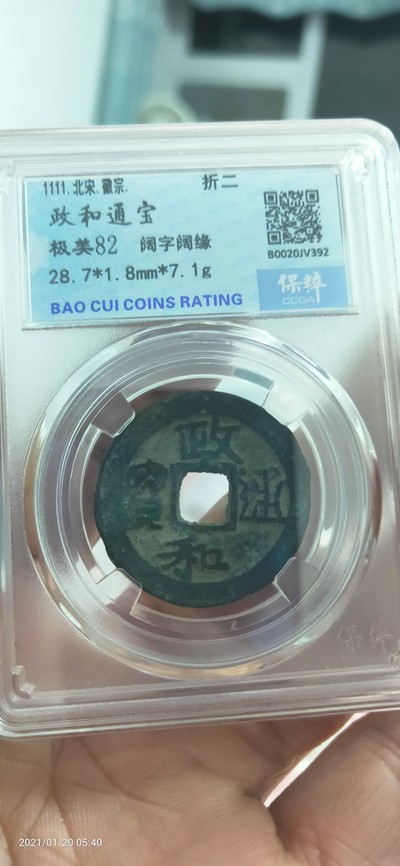 1111.北宋.徽宗. 折二
政和通宝
极美82 阔字阔缘
B0020JV392
28.7*1.8mm*7.1g
保粹
CCGA
BAO CUI COINS RATING
政
通
和
保粹
2021/01/20 05:40